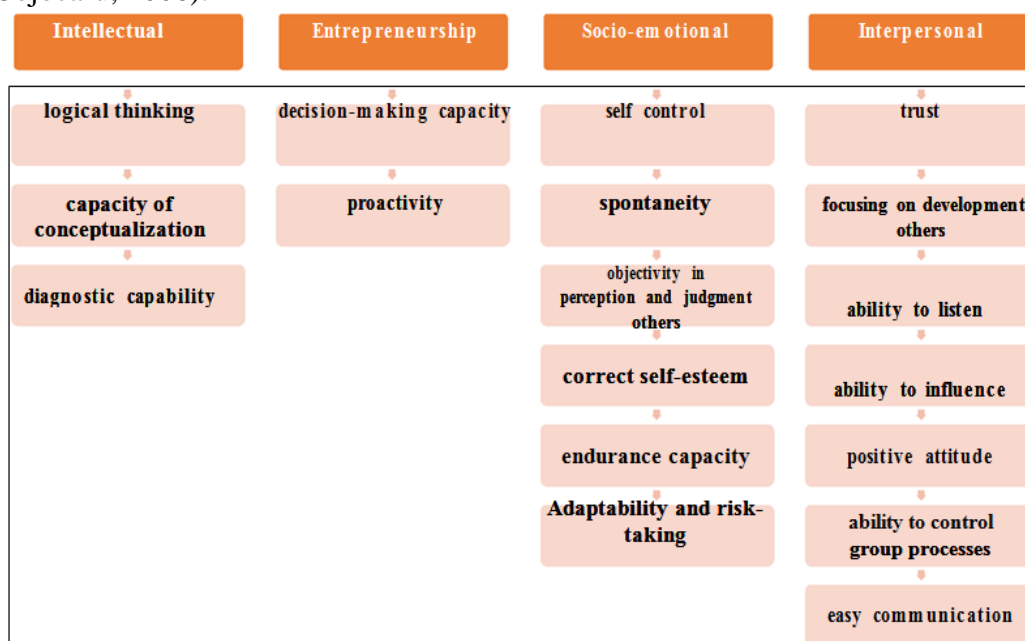 Intellectual
logical thinking
capacity of
conceptualization
diagnostic capability
Entrepreneurship
decision-making capacity
proactivity
Socio-emotional
self control
spontaneity
objectivity in
perception and judgment
others
correct self-esteem
endurance capacity
Adaptability and risk-
taking
Interpersonal
trust
focusing on development
others
ability to listen
ability to influence
positive attitude
ability to control
group processes
easy communication